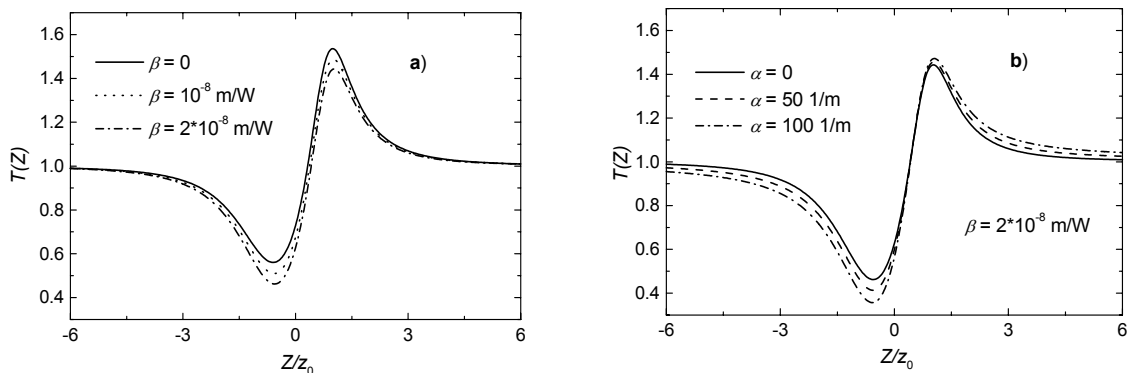 1.6
1.4
1.2
1.0
0.8
0.6
0.4
T(Z)
β = 0
β = 10⁻⁸ m/W
β = 2*10⁻⁸ m/W
a)
-6 -3 0 3 6
Z/z₀
1.6
1.4
1.2
1.0
0.8
0.6
0.4
T(Z)
α = 0
α = 50 1/m
α = 100 1/m
b)
β = 2*10⁻⁸ m/W
-6 -3 0 3 6
Z/z₀